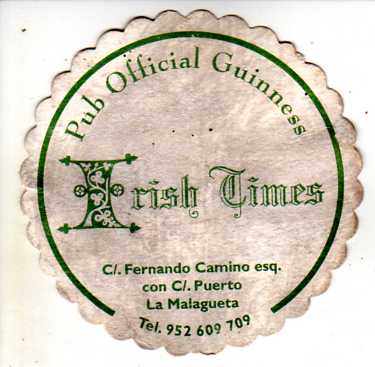 Pub Official Guinness
Irish Times
C/. Fernando Camino esq.
con C/. Puerto
La Malagueta
Tel. 952 609 709